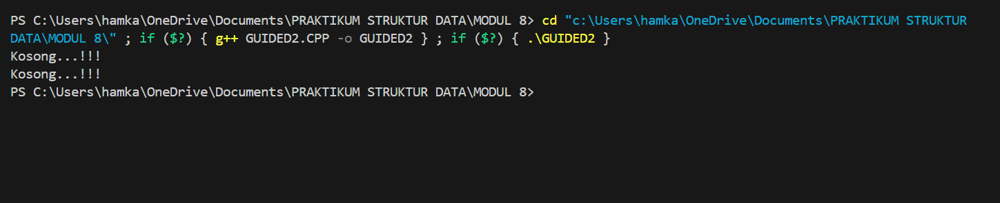 PS C:\Users\hamka\OneDrive\Documents\PRAKTIKUM STRUKTUR DATA\MODUL 8> cd "c:\Users\hamka\OneDrive\Documents\PRAKTIKUM STRUKTUR
DATA\MODUL 8\" ; if ($?) { g++ GUIDED2.CPP -o GUIDED2 } ; if ($?) { .\GUIDED2 }
Kosong...!!!
Kosong...!!!
PS C:\Users\hamka\OneDrive\Documents\PRAKTIKUM STRUKTUR DATA\MODUL 8>